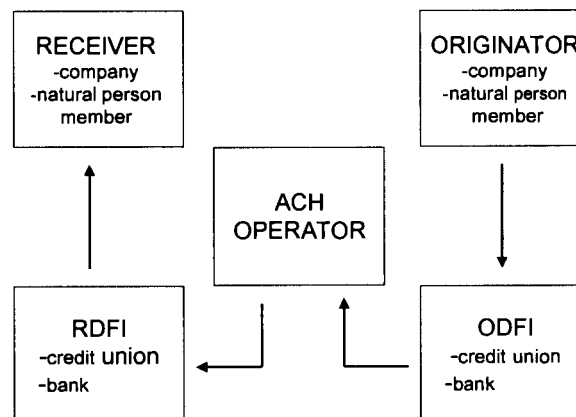 RECEIVER
-company
-natural person
member
ORIGINATOR
-company
-natural person
member
ACH
OPERATOR
RDFI
-credit union
-bank
ODFI
-credit union
-bank